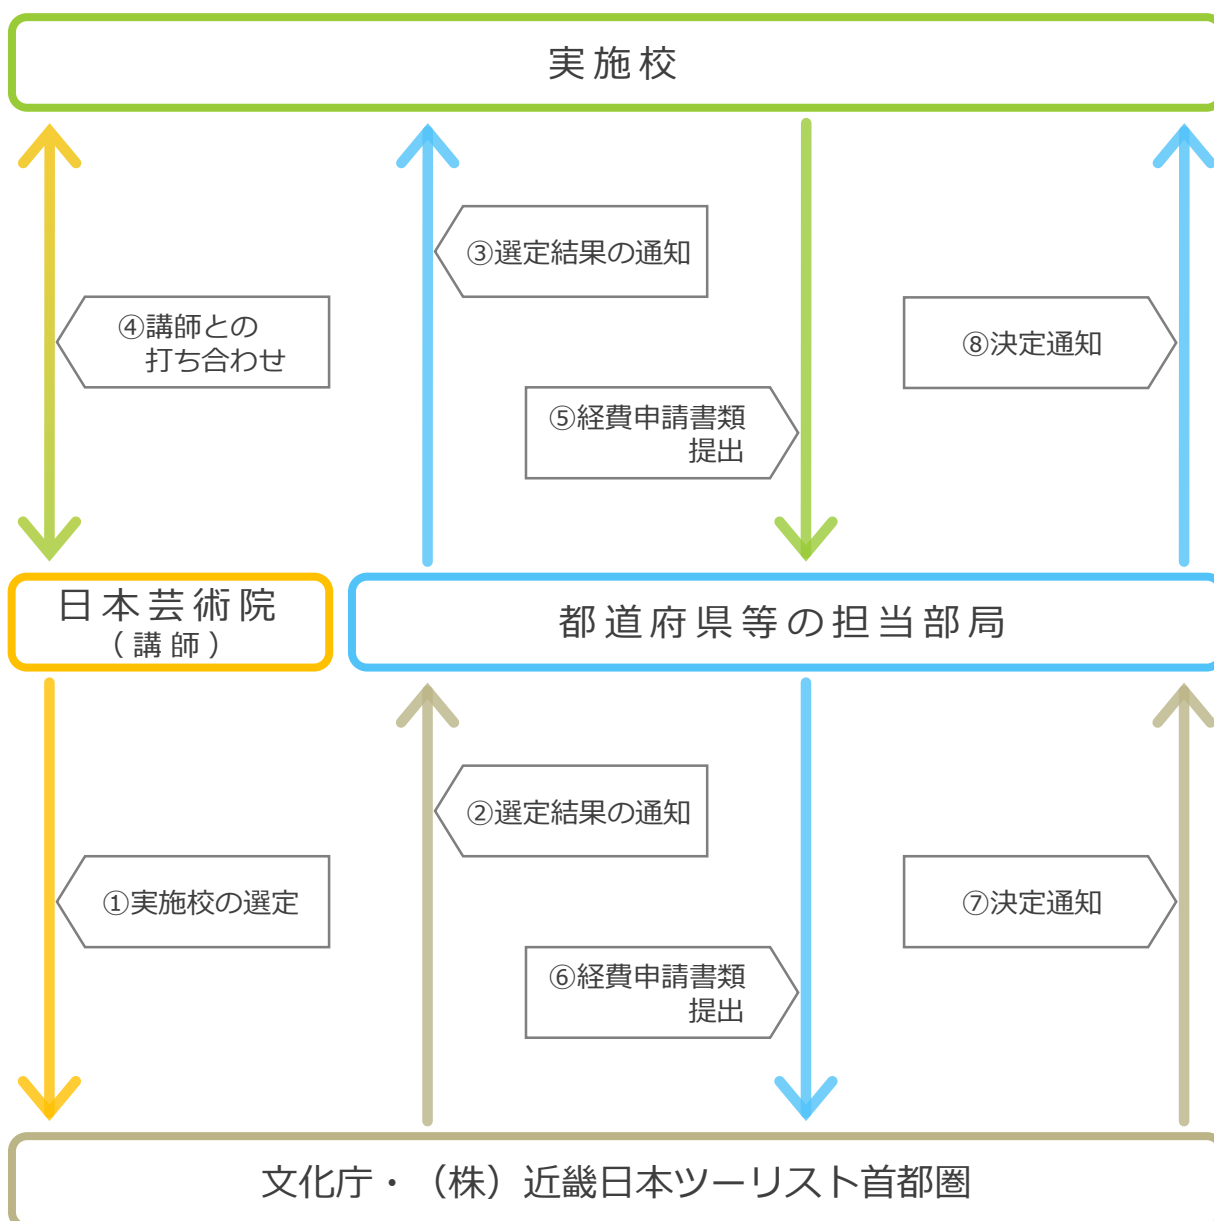 実施校
③選定結果の通知
④講師との
打ち合わせ
⑧決定通知
⑤経費申請書類
提出
日本芸術院
（講師）
都道府県等の担当部局
②選定結果の通知
①実施校の選定
⑦決定通知
⑥経費申請書類
提出
文化庁・（株）近畿日本ツーリスト首都圏